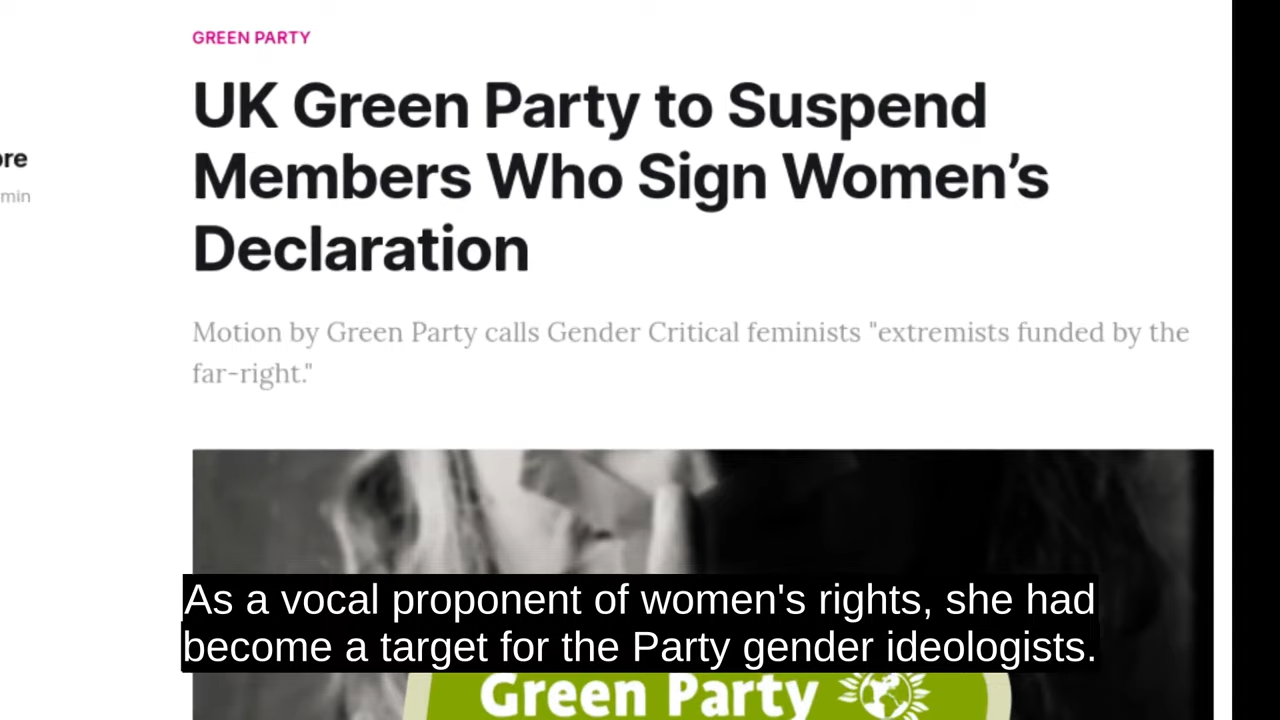 GREEN PARTY
UK Green Party to Suspend
Members Who Sign Women’s
Declaration
min
Motion by Green Party calls Gender Critical feminists "extremists funded by the
far-right."
As a vocal proponent of women's rights, she had
become a target for the Party gender ideologists.
Green Party